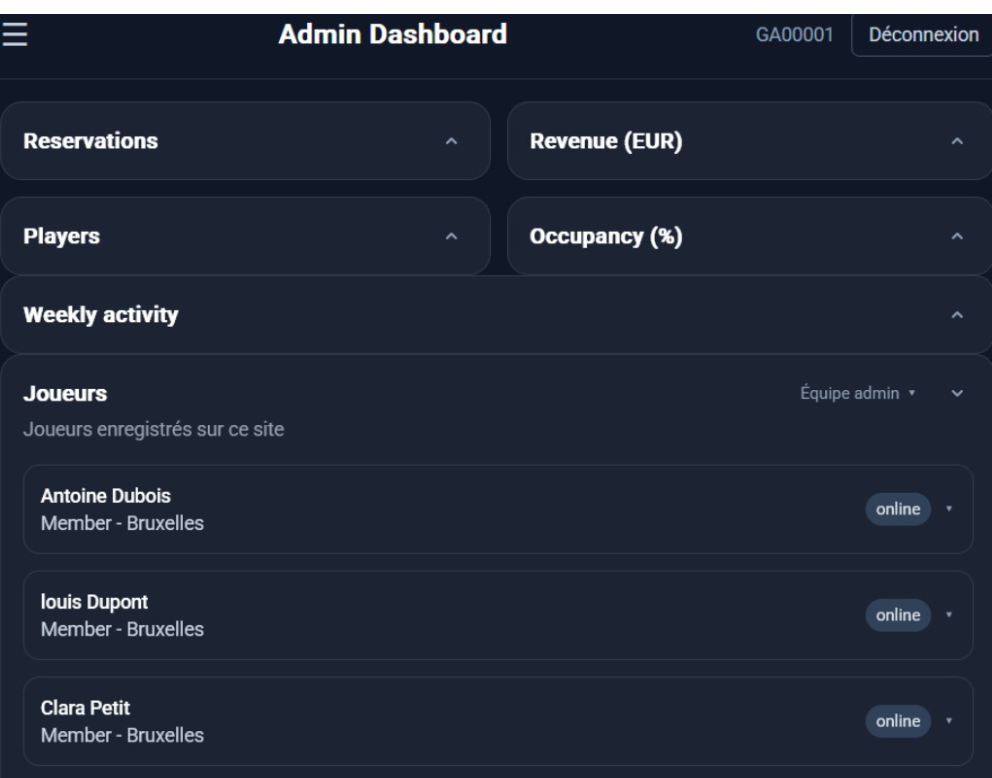 Admin Dashboard
GA00001
Déconnexion
Reservations
Revenue (EUR)
Players
Occupancy (%)
Weekly activity
Joueurs
Équipe admin
Joueurs enregistrés sur ce site
Antoine Dubois
Member - Bruxelles
online
louis Dupont
Member - Bruxelles
online
Clara Petit
Member - Bruxelles
online